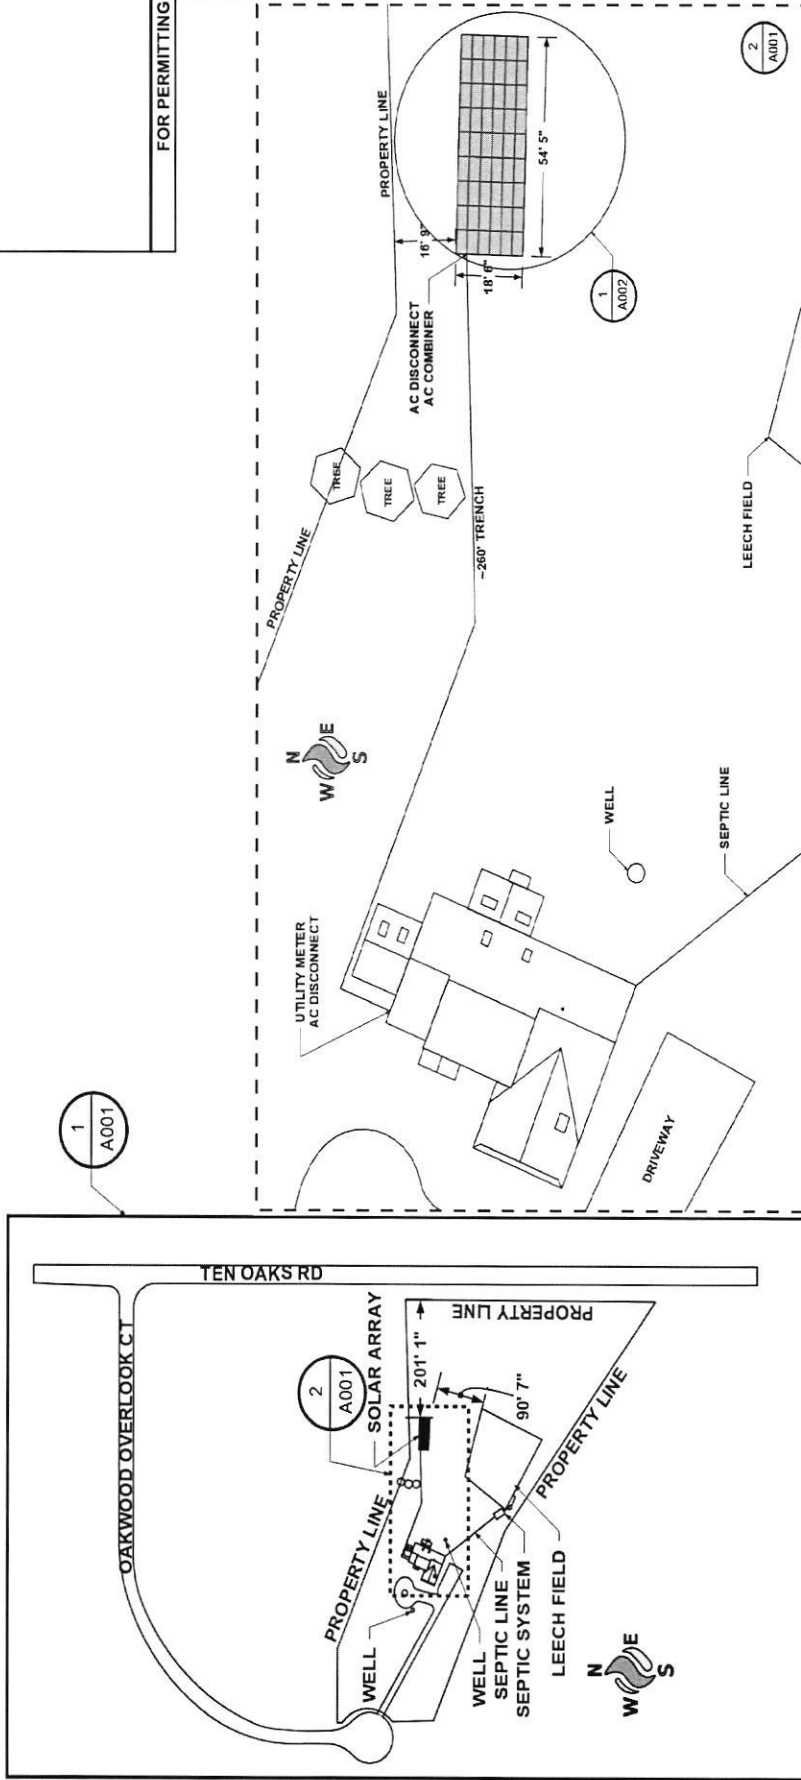 FOR PERMITTING
2
A001
PROPERTY LINE
54' 5"
16' 9"
18' 6"
1
A002
AC DISCONNECT
AC COMBINER
TREE
TREE
TREE
~260' TRENCH
LEECH FIELD
PROPERTY LINE
N
E
W
S
WELL
SEPTIC LINE
UTILITY METER
AC DISCONNECT
DRIVEWAY
1
A001
TEN OAKS RD
OAKWOOD OVERLOOK CT
2
A001
SOLAR ARRAY
201' 1"
PROPERTY LINE
90' 7"
PROPERTY LINE
PROPERTY LINE
WELL
WELL
SEPTIC LINE
SEPTIC SYSTEM
LEECH FIELD
N
E
W
S